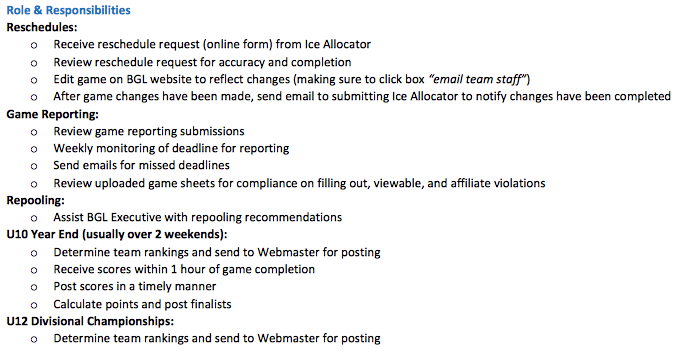 Role & Responsibilities
Reschedules:
o Receive reschedule request (online form) from Ice Allocator
o Review reschedule request for accuracy and completion
o Edit game on BGL website to reflect changes (making sure to click box “email team staff”)
o After game changes have been made, send email to submitting Ice Allocator to notify changes have been completed
Game Reporting:
o Review game reporting submissions
o Weekly monitoring of deadline for reporting
o Send emails for missed deadlines
o Review uploaded game sheets for compliance on filling out, viewable, and affiliate violations
Repooling:
o Assist BGL Executive with repooling recommendations
U10 Year End (usually over 2 weekends):
o Determine team rankings and send to Webmaster for posting
o Receive scores within 1 hour of game completion
o Post scores in a timely manner
o Calculate points and post finalists
U12 Divisional Championships:
o Determine team rankings and send to Webmaster for posting